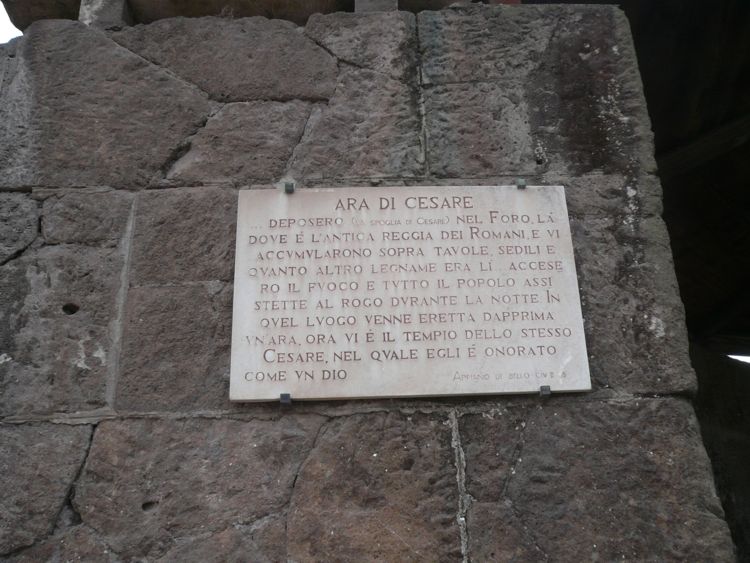 ARA DI CESARE
... DEPOSERO (LA SPOGLIA DI CESARE) NEL FORO, LÀ
DOVE É L'ANTICA REGGIA DEI ROMANI, E VI
ACCVMVLARONO SOPRA TAVOLE, SEDILI E
QVANTO ALTRO LEGNAME ERA LÌ... ACCESE
RO IL FVOCO E TVTTO IL POPOLO ASSI
STETTE AL ROGO DVRANTE LA NOTTE IN
QVEL LVOGO VENNE ERETTA DAPPRIMA
VN'ARA, ORA VI É IL TEMPIO DELLO STESSO
CESARE, NEL QVALE EGLI É ONORATO
COME VN DIO APPIANO DI BELLO CIV